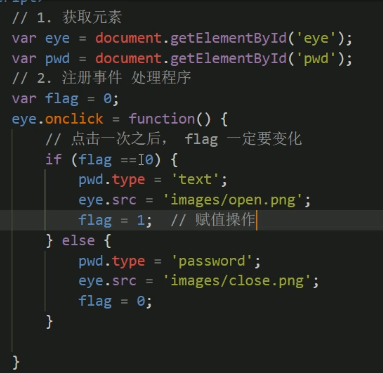 // 1. 获取元素
var eye = document.getElementById('eye');
var pwd = document.getElementById('pwd');
// 2. 注册事件 处理程序
var flag = 0;
eye.onclick = function() {
// 点击一次之后， flag 一定要变化
if (flag == 0) {
pwd.type = 'text';
eye.src = 'images/open.png';
flag = 1; // 赋值操作
} else {
pwd.type = 'password';
eye.src = 'images/close.png';
flag = 0;
}
}